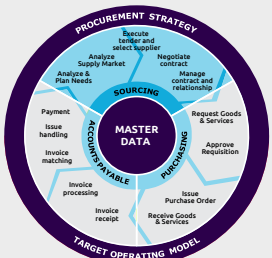 PROCUREMENT STRATEGY
Execute
tender and
select supplier
Analyze
Supply Market
Negotiate
contract
Analyze &
Plan Needs
Manage
contract and
relationship
SOURCING
Payment
Request Goods
& Services
Issue
handling
MASTER
DATA
ACCOUNTS PAYABLE
PURCHASING
Approve
Requisition
Invoice
matching
Invoice
processing
Issue
Purchase Order
Invoice
receipt
Receive Goods
& Services
TARGET OPERATING MODEL